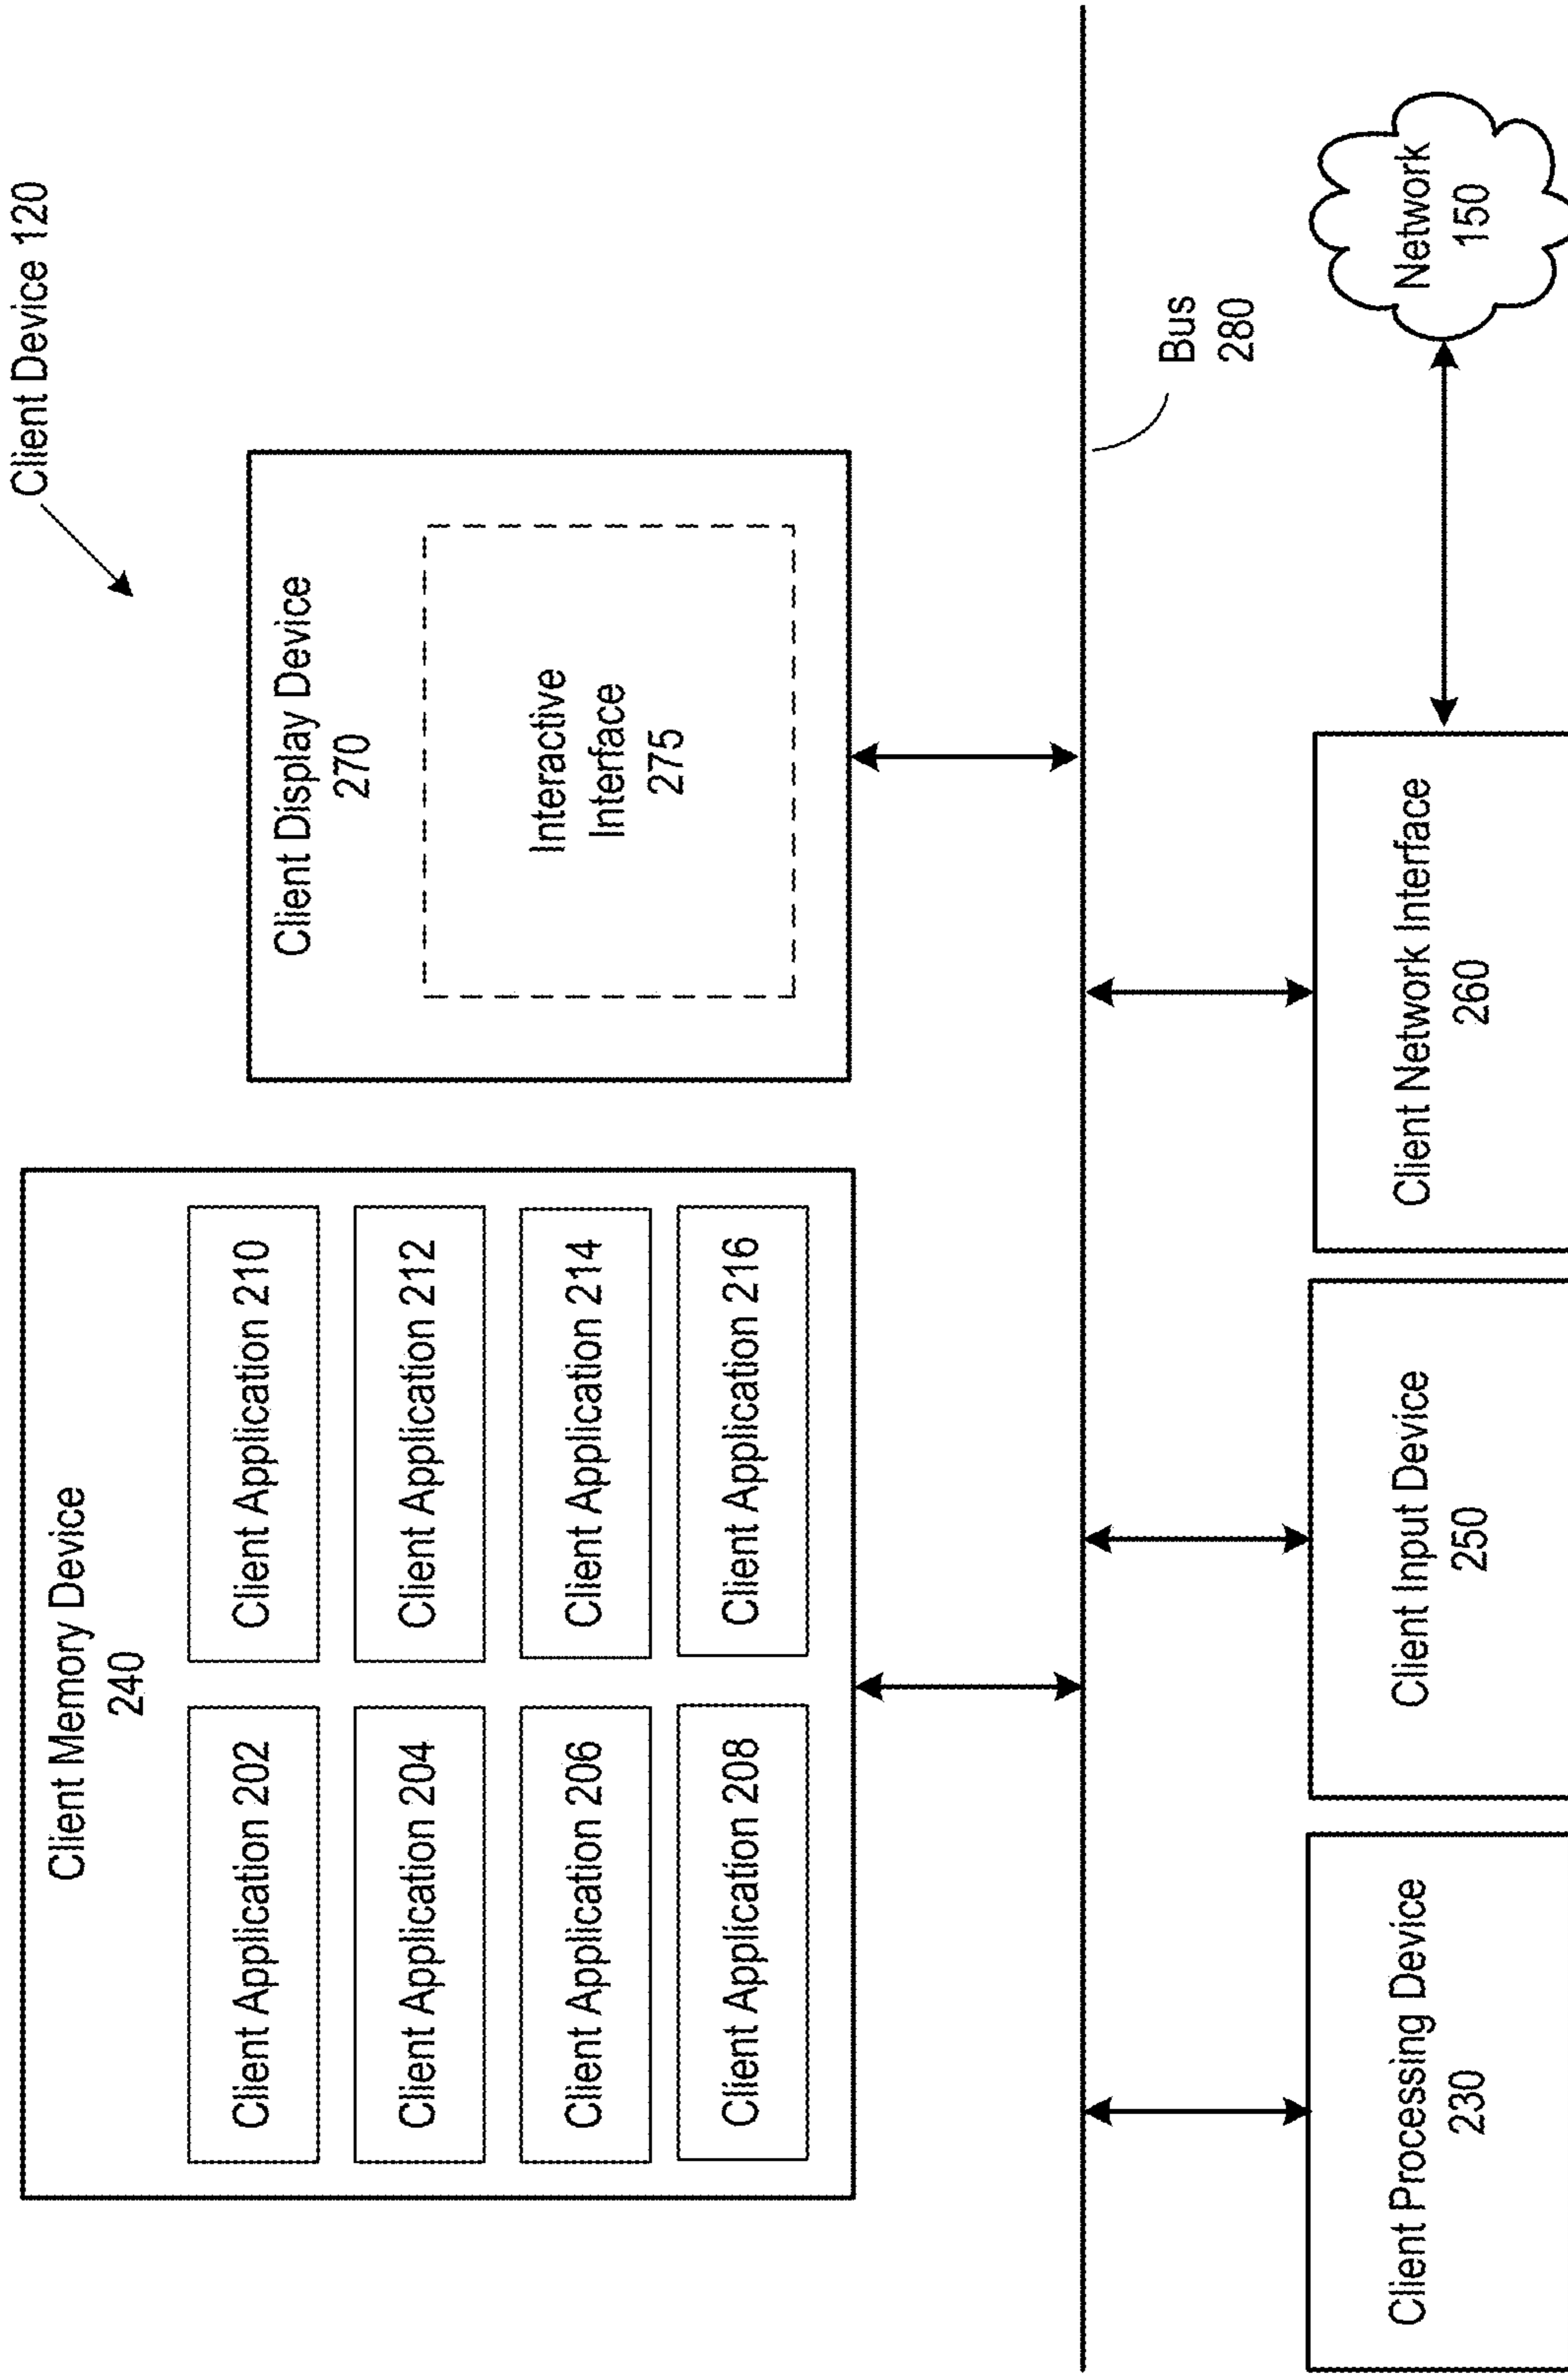 Client Device 120
Client Memory Device
240
Client Application 202
Client Application 210
Client Application 204
Client Application 212
Client Application 206
Client Application 214
Client Application 208
Client Application 216
Client Display Device
270
Interactive
Interface
275
Bus
280
Client Processing Device
230
Client Input Device
250
Client Network Interface
260
Network
150